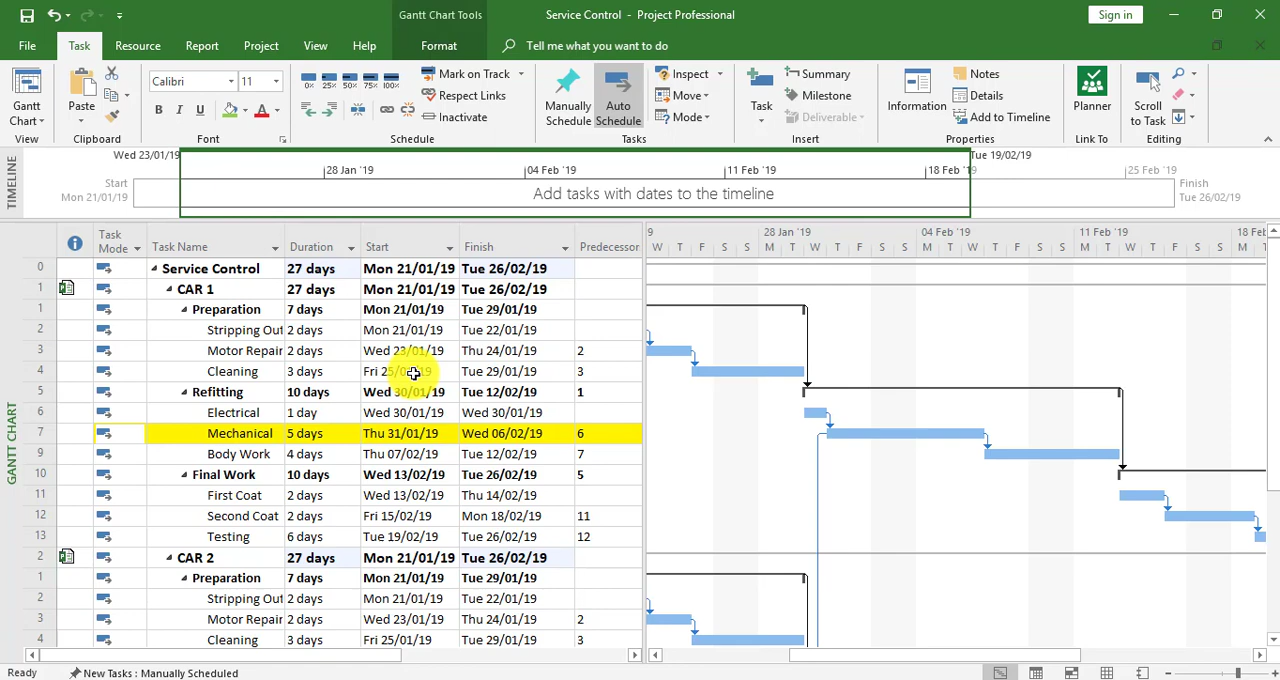 Gantt Chart Tools
Service Control - Project Professional
Sign in
File Task Resource Report Project View Help Format Tell me what you want to do
Gantt Chart
View
Paste
Clipboard
Calibri 11
B I U A
Font
0% 25% 50% 75% 100%
Mark on Track
Respect Links
Inactivate
Schedule
Manually Schedule
Auto Schedule
Inspect
Move
Mode
Tasks
Task
Summary
Milestone
Deliverable
Insert
Information
Notes
Details
Add to Timeline
Properties
Planner
Link To
Scroll to Task
Editing
TIMELINE
Wed 23/01/19 Tue 19/02/19
28 Jan '19 04 Feb '19 11 Feb '19 18 Feb '19 25 Feb '19
Start
Mon 21/01/19
Add tasks with dates to the timeline
Finish
Tue 26/02/19
GANTT CHART
Task Mode Task Name Duration Start Finish Predecessor
9 28 Jan '19 04 Feb '19 11 Feb '19 18 Feb
W T F S S M T W T F S S M T W T F S S M T W T F S S M T
0 Service Control 27 days Mon 21/01/19 Tue 26/02/19
1 CAR 1 27 days Mon 21/01/19 Tue 26/02/19
1 Preparation 7 days Mon 21/01/19 Tue 29/01/19
2 Stripping Out 2 days Mon 21/01/19 Tue 22/01/19
3 Motor Repair 2 days Wed 23/01/19 Thu 24/01/19 2
4 Cleaning 3 days Fri 25/01/19 Tue 29/01/19 3
5 Refitting 10 days Wed 30/01/19 Tue 12/02/19 1
6 Electrical 1 day Wed 30/01/19 Wed 30/01/19
7 Mechanical 5 days Thu 31/01/19 Wed 06/02/19 6
9 Body Work 4 days Thu 07/02/19 Tue 12/02/19 7
10 Final Work 10 days Wed 13/02/19 Tue 26/02/19 5
11 First Coat 2 days Wed 13/02/19 Thu 14/02/19
12 Second Coat 2 days Fri 15/02/19 Mon 18/02/19 11
13 Testing 6 days Tue 19/02/19 Tue 26/02/19 12
2 CAR 2 27 days Mon 21/01/19 Tue 26/02/19
1 Preparation 7 days Mon 21/01/19 Tue 29/01/19
2 Stripping Out 2 days Mon 21/01/19 Tue 22/01/19
3 Motor Repair 2 days Wed 23/01/19 Thu 24/01/19 2
4 Cleaning 3 days Fri 25/01/19 Tue 29/01/19 3
Ready New Tasks : Manually Scheduled